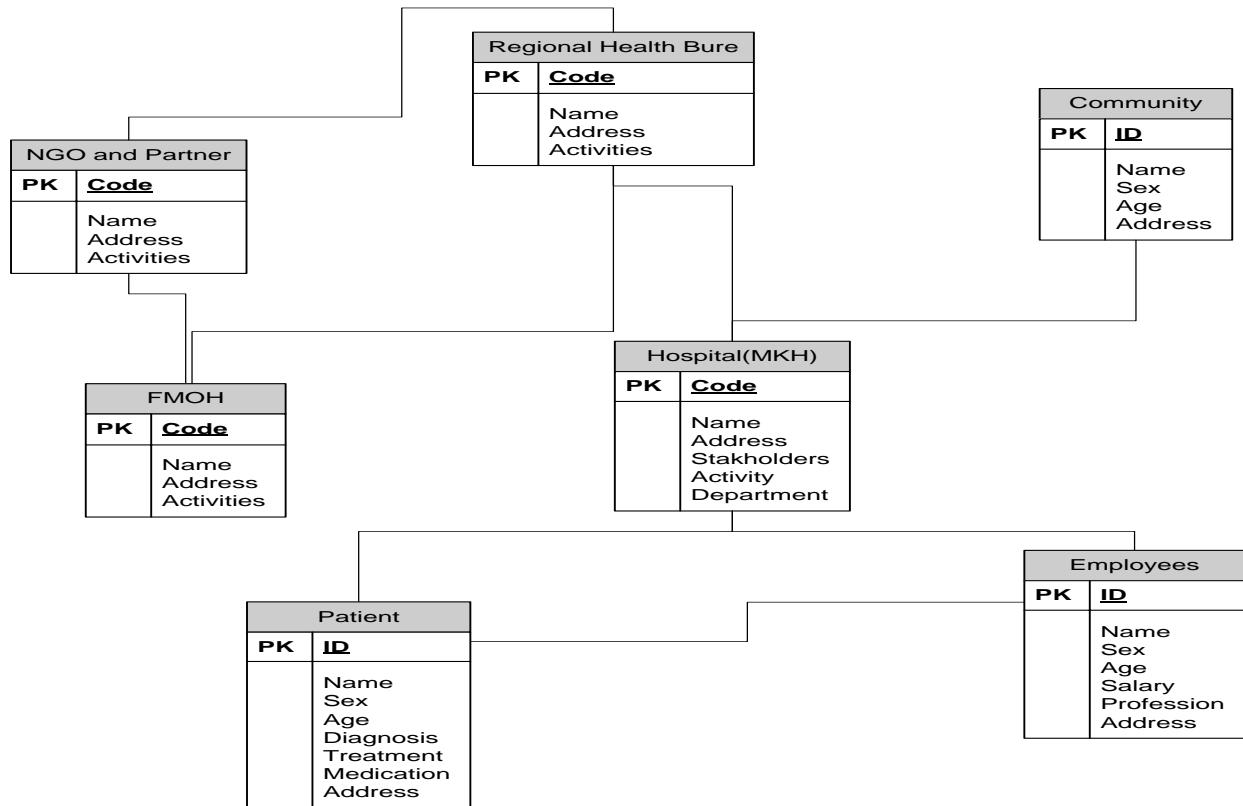 Regional Health Bure
PK Code
Name
Address
Activities
Community
PK ID
Name
Sex
Age
Address
NGO and Partner
PK Code
Name
Address
Activities
Hospital(MKH)
PK Code
Name
Address
Stakholders
Activity
Department
FMOH
PK Code
Name
Address
Activities
Employees
PK ID
Name
Sex
Age
Salary
Profession
Address
Patient
PK ID
Name
Sex
Age
Diagnosis
Treatment
Medication
Address